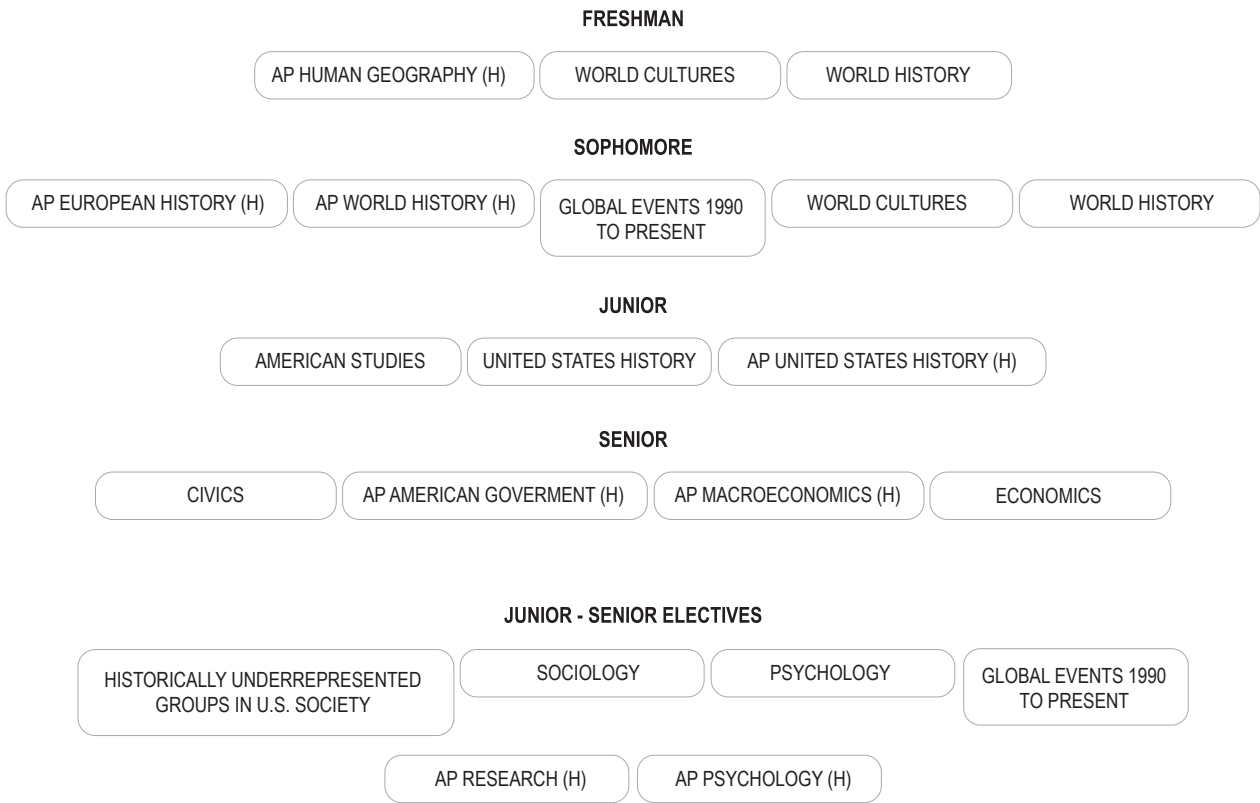 FRESHMAN
AP HUMAN GEOGRAPHY (H)
WORLD CULTURES
WORLD HISTORY
SOPHOMORE
AP EUROPEAN HISTORY (H)
AP WORLD HISTORY (H)
GLOBAL EVENTS 1990
TO PRESENT
WORLD CULTURES
WORLD HISTORY
JUNIOR
AMERICAN STUDIES
UNITED STATES HISTORY
AP UNITED STATES HISTORY (H)
SENIOR
CIVICS
AP AMERICAN GOVERMENT (H)
AP MACROECONOMICS (H)
ECONOMICS
JUNIOR - SENIOR ELECTIVES
HISTORICALLY UNDERREPRESENTED
GROUPS IN U.S. SOCIETY
SOCIOLOGY
PSYCHOLOGY
GLOBAL EVENTS 1990
TO PRESENT
AP RESEARCH (H)
AP PSYCHOLOGY (H)